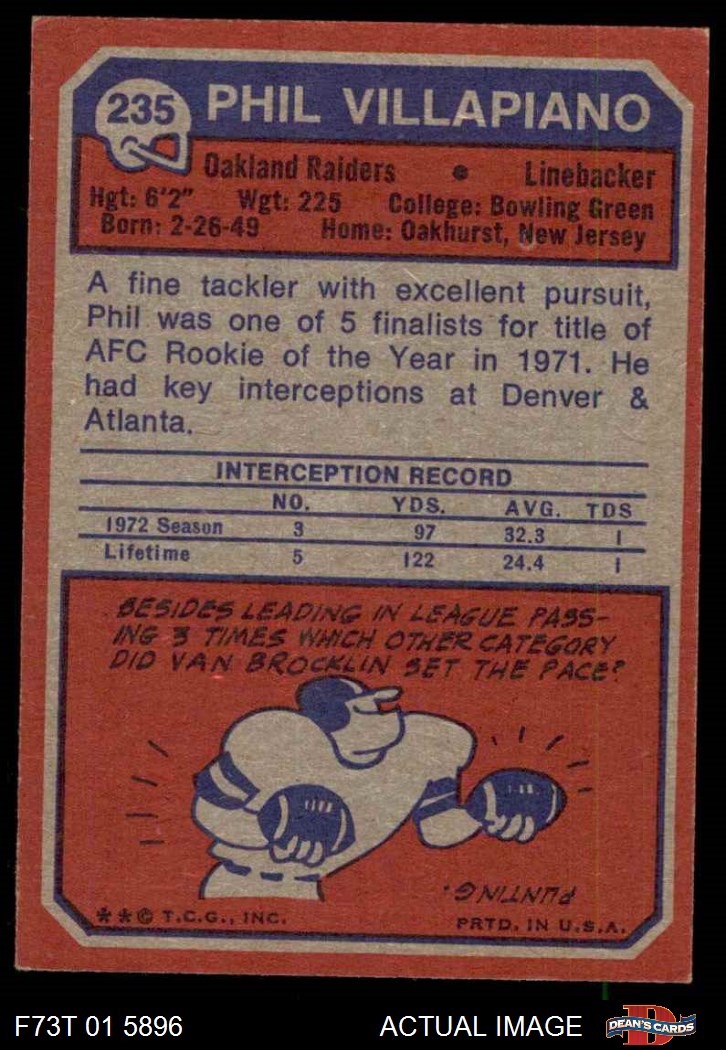 235 PHIL VILLAPIANO
Oakland Raiders • Linebacker
Hgt: 6'2" Wgt: 225 College: Bowling Green
Born: 2-26-49 Home: Oakhurst, New Jersey
A fine tackler with excellent pursuit,
Phil was one of 5 finalists for title of
AFC Rookie of the Year in 1971. He
had key interceptions at Denver &
Atlanta.
INTERCEPTION RECORD
NO. YDS. AVG. TDS
1972 Season 3 97 32.3 1
Lifetime 5 122 24.4 1
BESIDES LEADING IN LEAGUE PASS-
ING 3 TIMES WHICH OTHER CATEGORY
DID VAN BROCKLIN SET THE PACE?
PUNTING.
**© T.C.G., INC. PRTD. IN U.S.A.
F73T 01 5896 ACTUAL IMAGE D DEAN'S CARDS